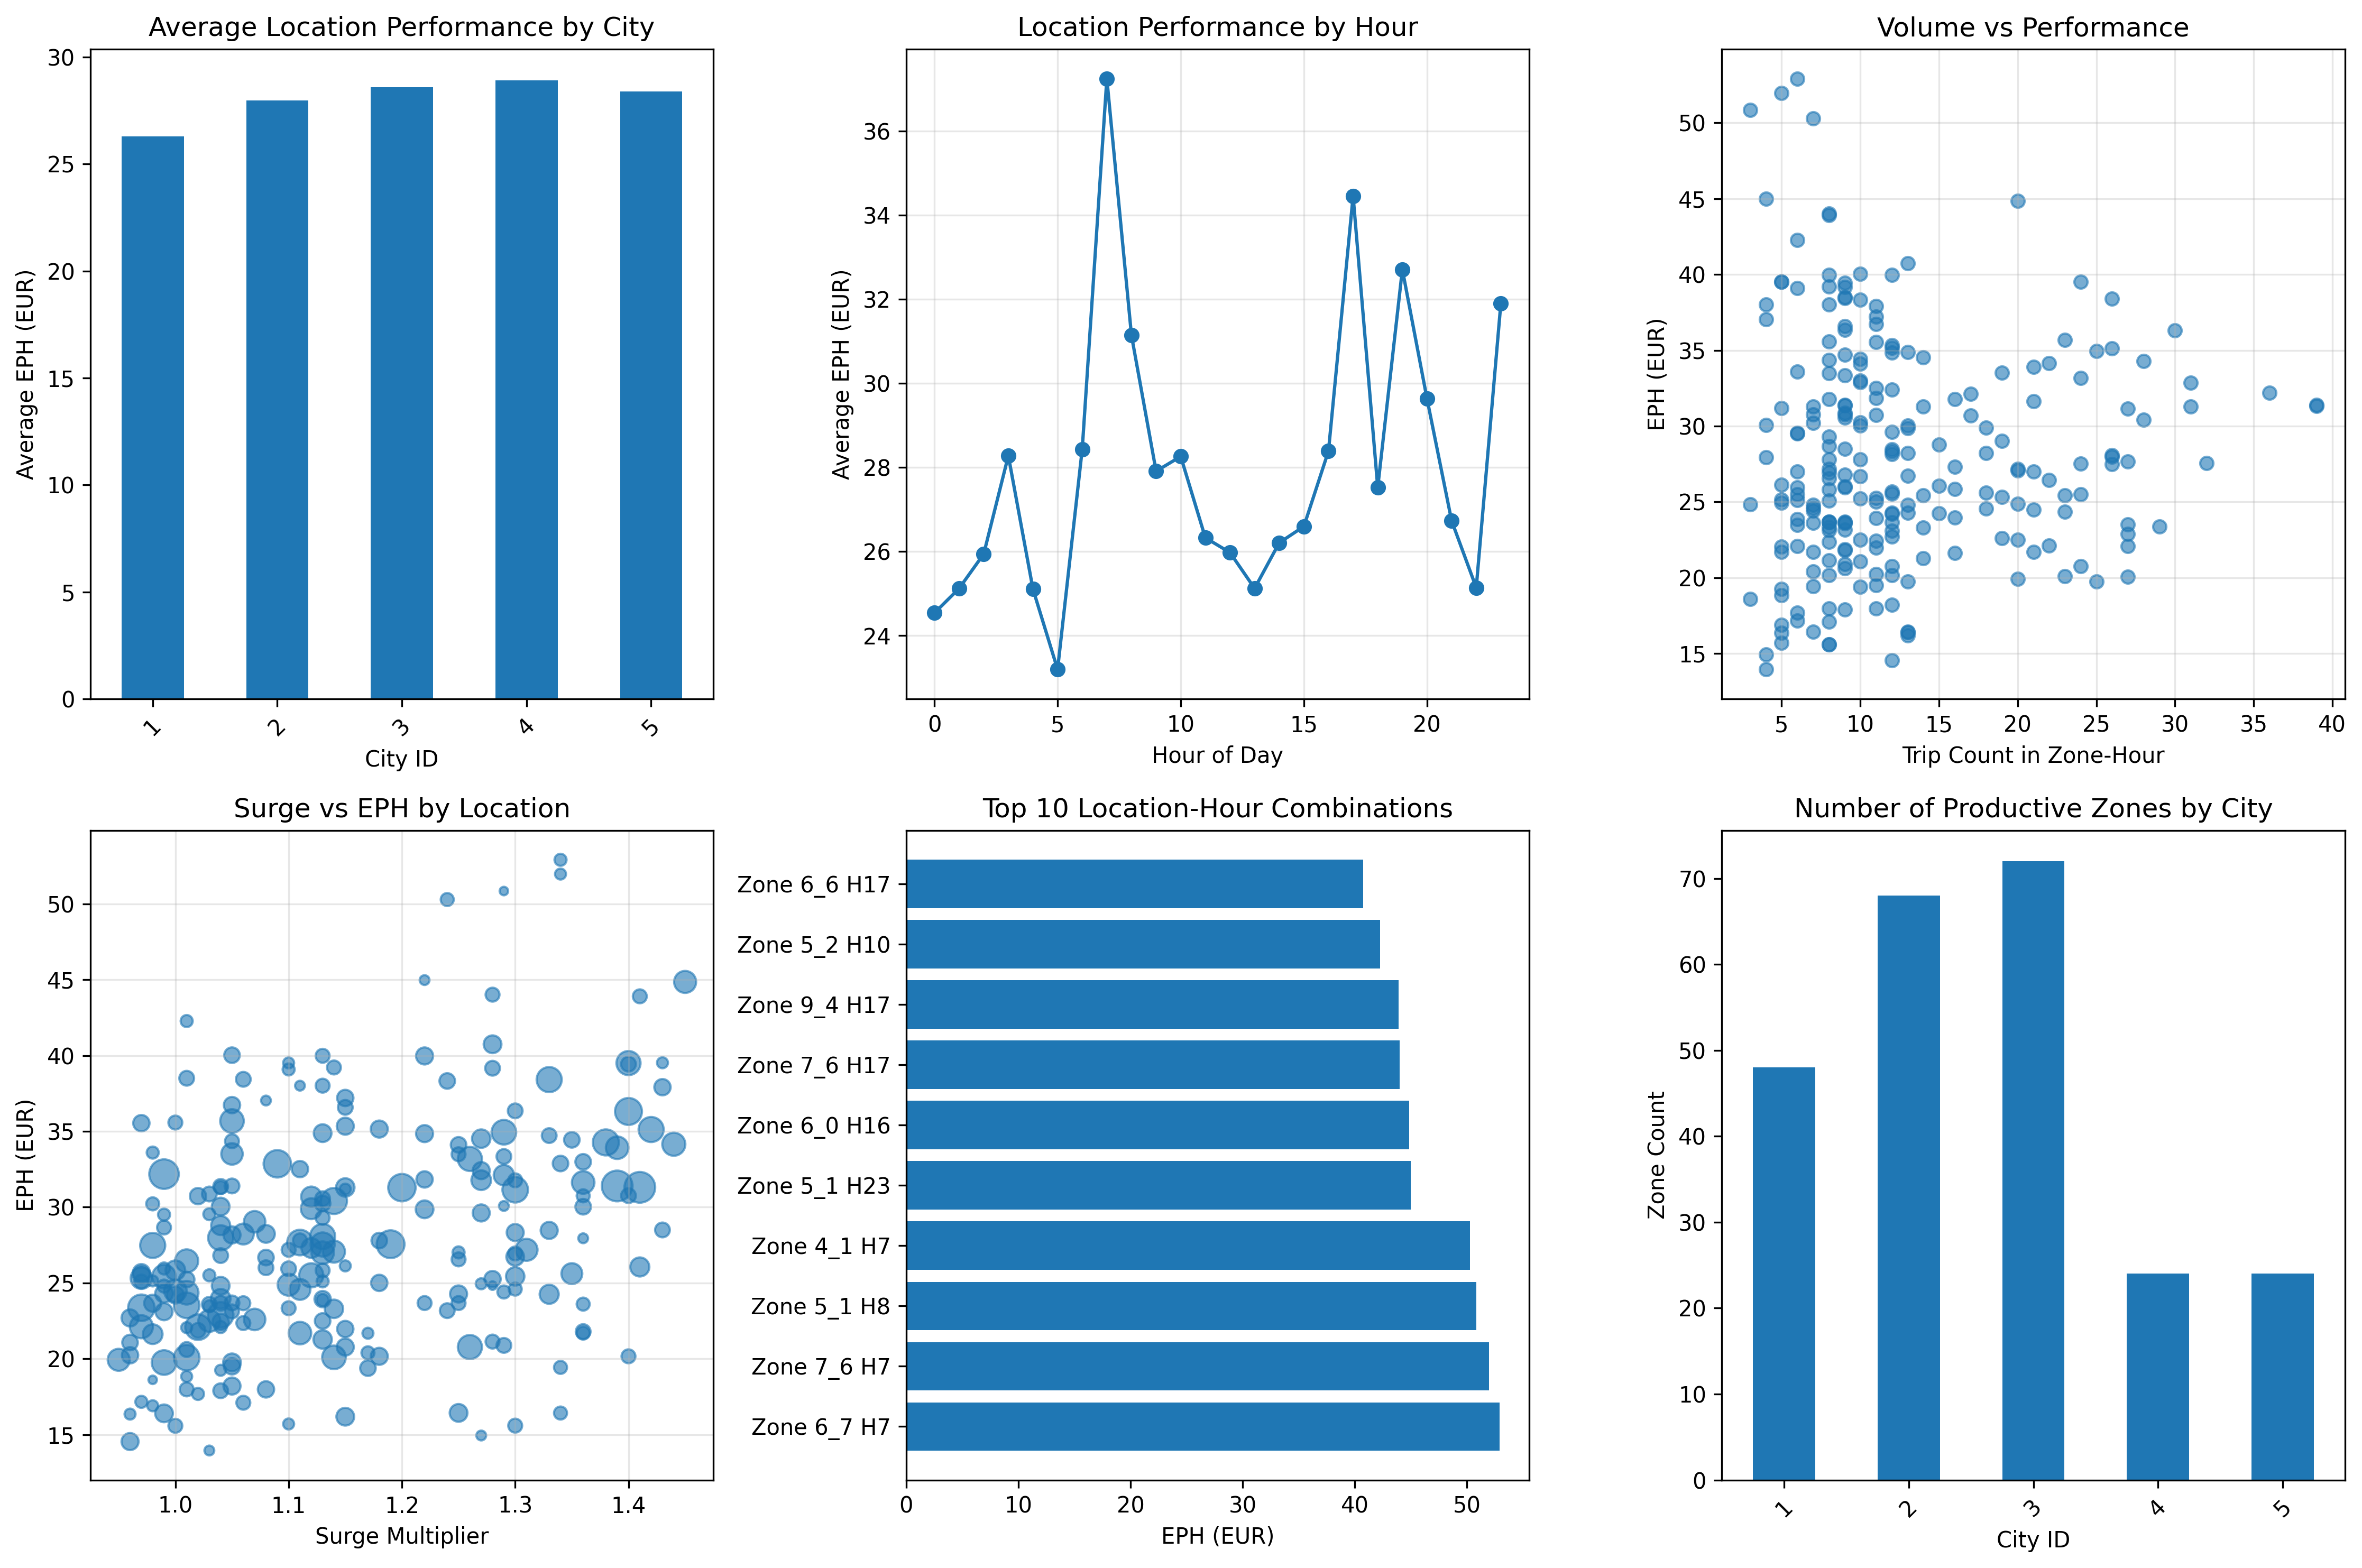 Average Location Performance by City
30
25
20
15
10
5
0
Average EPH (EUR)
1
2
3
4
5
City ID
Location Performance by Hour
36
34
32
30
28
26
24
Average EPH (EUR)
0
5
10
15
20
Hour of Day
Volume vs Performance
50
45
40
35
30
25
20
15
EPH (EUR)
5
10
15
20
25
30
35
40
Trip Count in Zone-Hour
Surge vs EPH by Location
50
45
40
35
30
25
20
15
EPH (EUR)
1.0
1.1
1.2
1.3
1.4
Surge Multiplier
Top 10 Location-Hour Combinations
Zone 6_6 H17
Zone 5_2 H10
Zone 9_4 H17
Zone 7_6 H17
Zone 6_0 H16
Zone 5_1 H23
Zone 4_1 H7
Zone 5_1 H8
Zone 7_6 H7
Zone 6_7 H7
0
10
20
30
40
50
EPH (EUR)
Number of Productive Zones by City
70
60
50
40
30
20
10
0
Zone Count
1
2
3
4
5
City ID